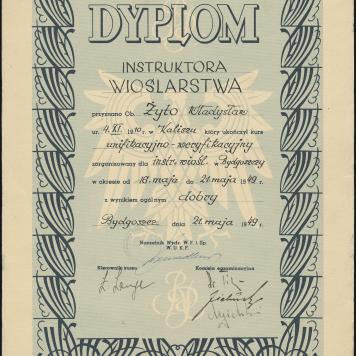 DYPLOM
INSTRUKTORA
WIOŚLARSTWA
przyznano Ob. Żyto Władysław
ur. 4.XI. 1910 r. w Kaliszu, który ukończył kurs
unifikacyjno-weryfikacyjny
zorganizowany dla instr. wiośl. w Bydgoszczy
w okresie od 18. maja do 21. maja 1949 r.
z wynikiem ogólnym dobry
Bydgoszcz dnia 21. maja 1949 r.
Naczelnik Wydz. W.F. i Sp.
W.U.K.F.
Kierownik kursu Komisja egzaminacyjna